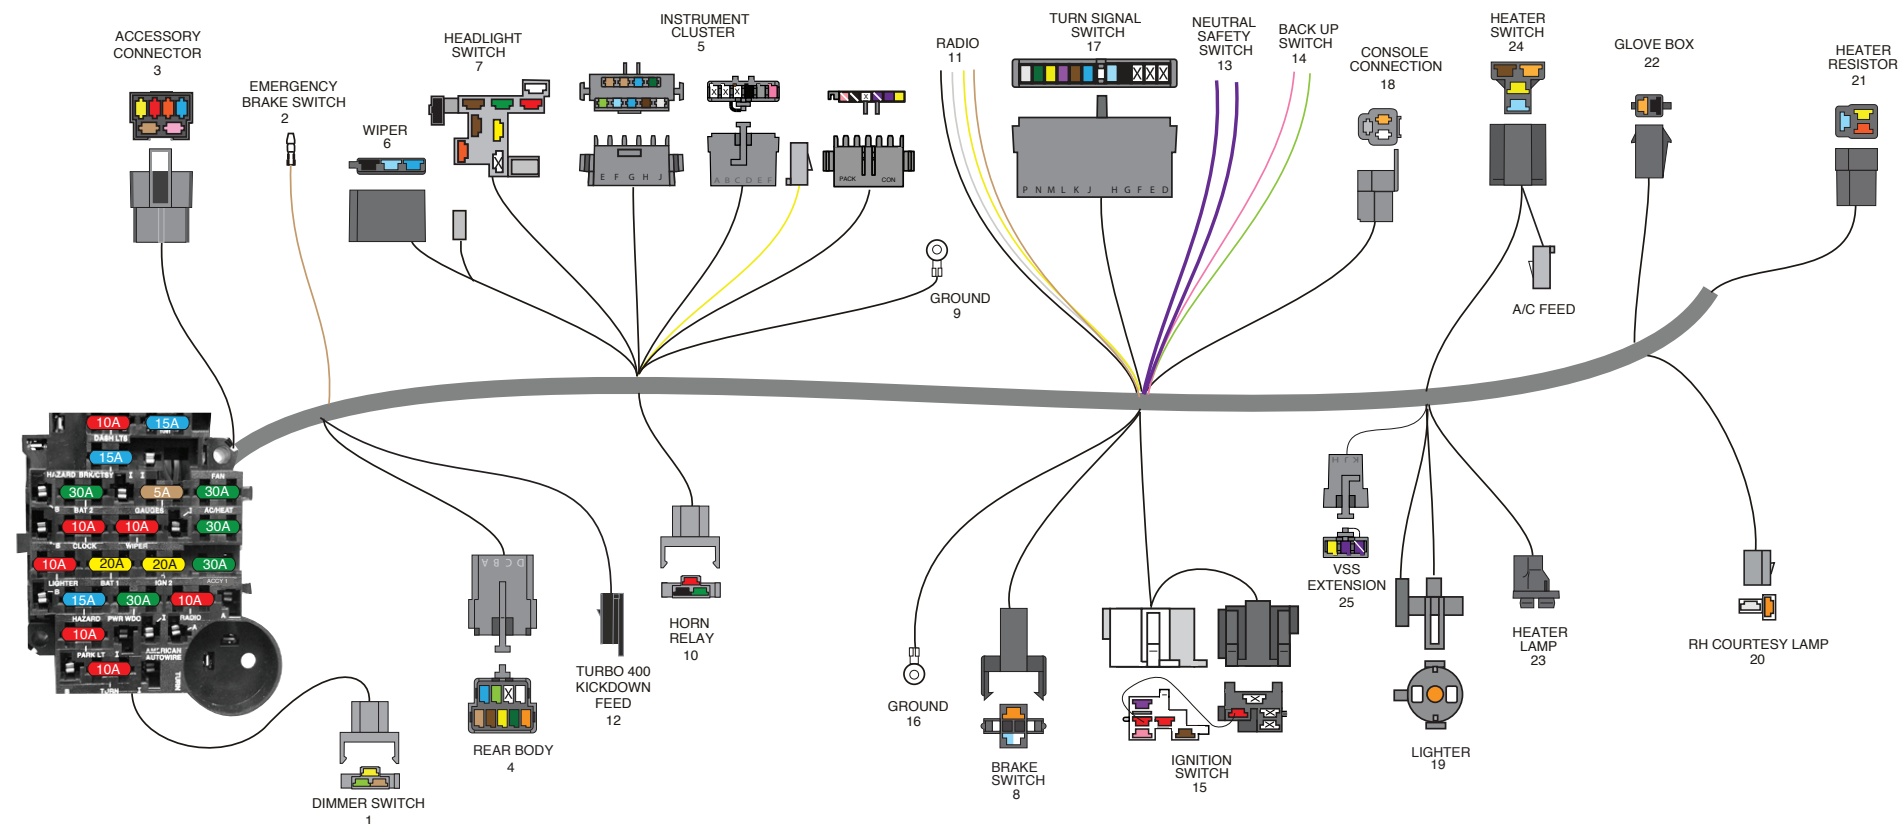 ACCESSORY
CONNECTOR
3
EMERGENCY
BRAKE SWITCH
2
WIPER
6
HEADLIGHT
SWITCH
7
INSTRUMENT
CLUSTER
5
RADIO
11
TURN SIGNAL
SWITCH
17
NEUTRAL
SAFETY
SWITCH
13
BACK UP
SWITCH
14
CONSOLE
CONNECTION
18
HEATER
SWITCH
24
GLOVE BOX
22
HEATER
RESISTOR
21
E F G H J
A B C D E F
PACK CON
P N M L K J H G F E D
GROUND
9
A/C FEED
10A 15A
DASH LTS
15A
HAZARD BRK/CTSY I I FAN
30A 5A 30A
B BAT 2 GAUGES I AC/HEAT
10A 10A 30A
B CLOCK WIPER
10A 20A 20A 30A
LIGHTER BAT 1 IGN 2 ACCY 1
B
15A 30A 10A
HAZARD PWR WDO I RADIO A
10A A
PARK LT I AMERICAN
AUTOWIRE
10A
B TURN I
TURN
DIMMER SWITCH
1
D C B A
REAR BODY
4
TURBO 400
KICKDOWN
FEED
12
HORN
RELAY
10
GROUND
16
BRAKE
SWITCH
8
IGNITION
SWITCH
15
K J H
VSS
EXTENSION
25
LIGHTER
19
HEATER
LAMP
23
RH COURTESY LAMP
20